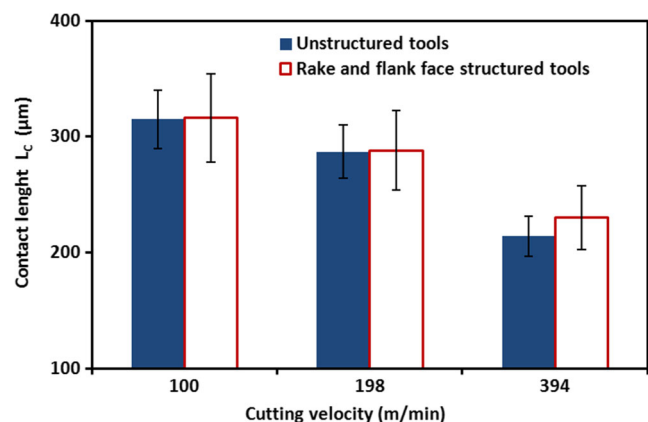 400
300
200
100
Contact lenght L_C (µm)
Unstructured tools
Rake and flank face structured tools
100 198 394
Cutting velocity (m/min)